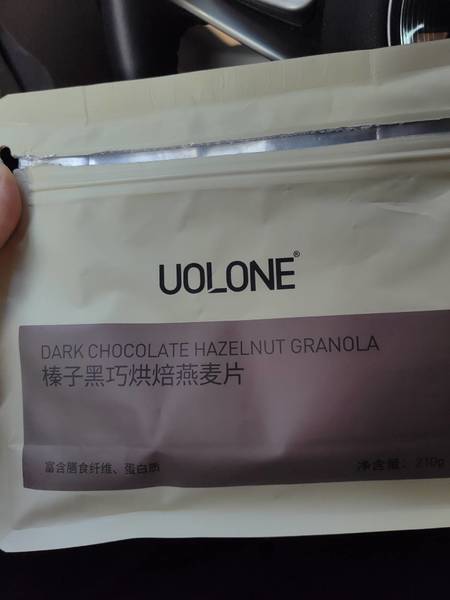 UOLONE®
DARK CHOCOLATE HAZELNUT GRANOLA
榛子黑巧烘焙燕麦片
富含膳食纤维、蛋白质
净含量：210g